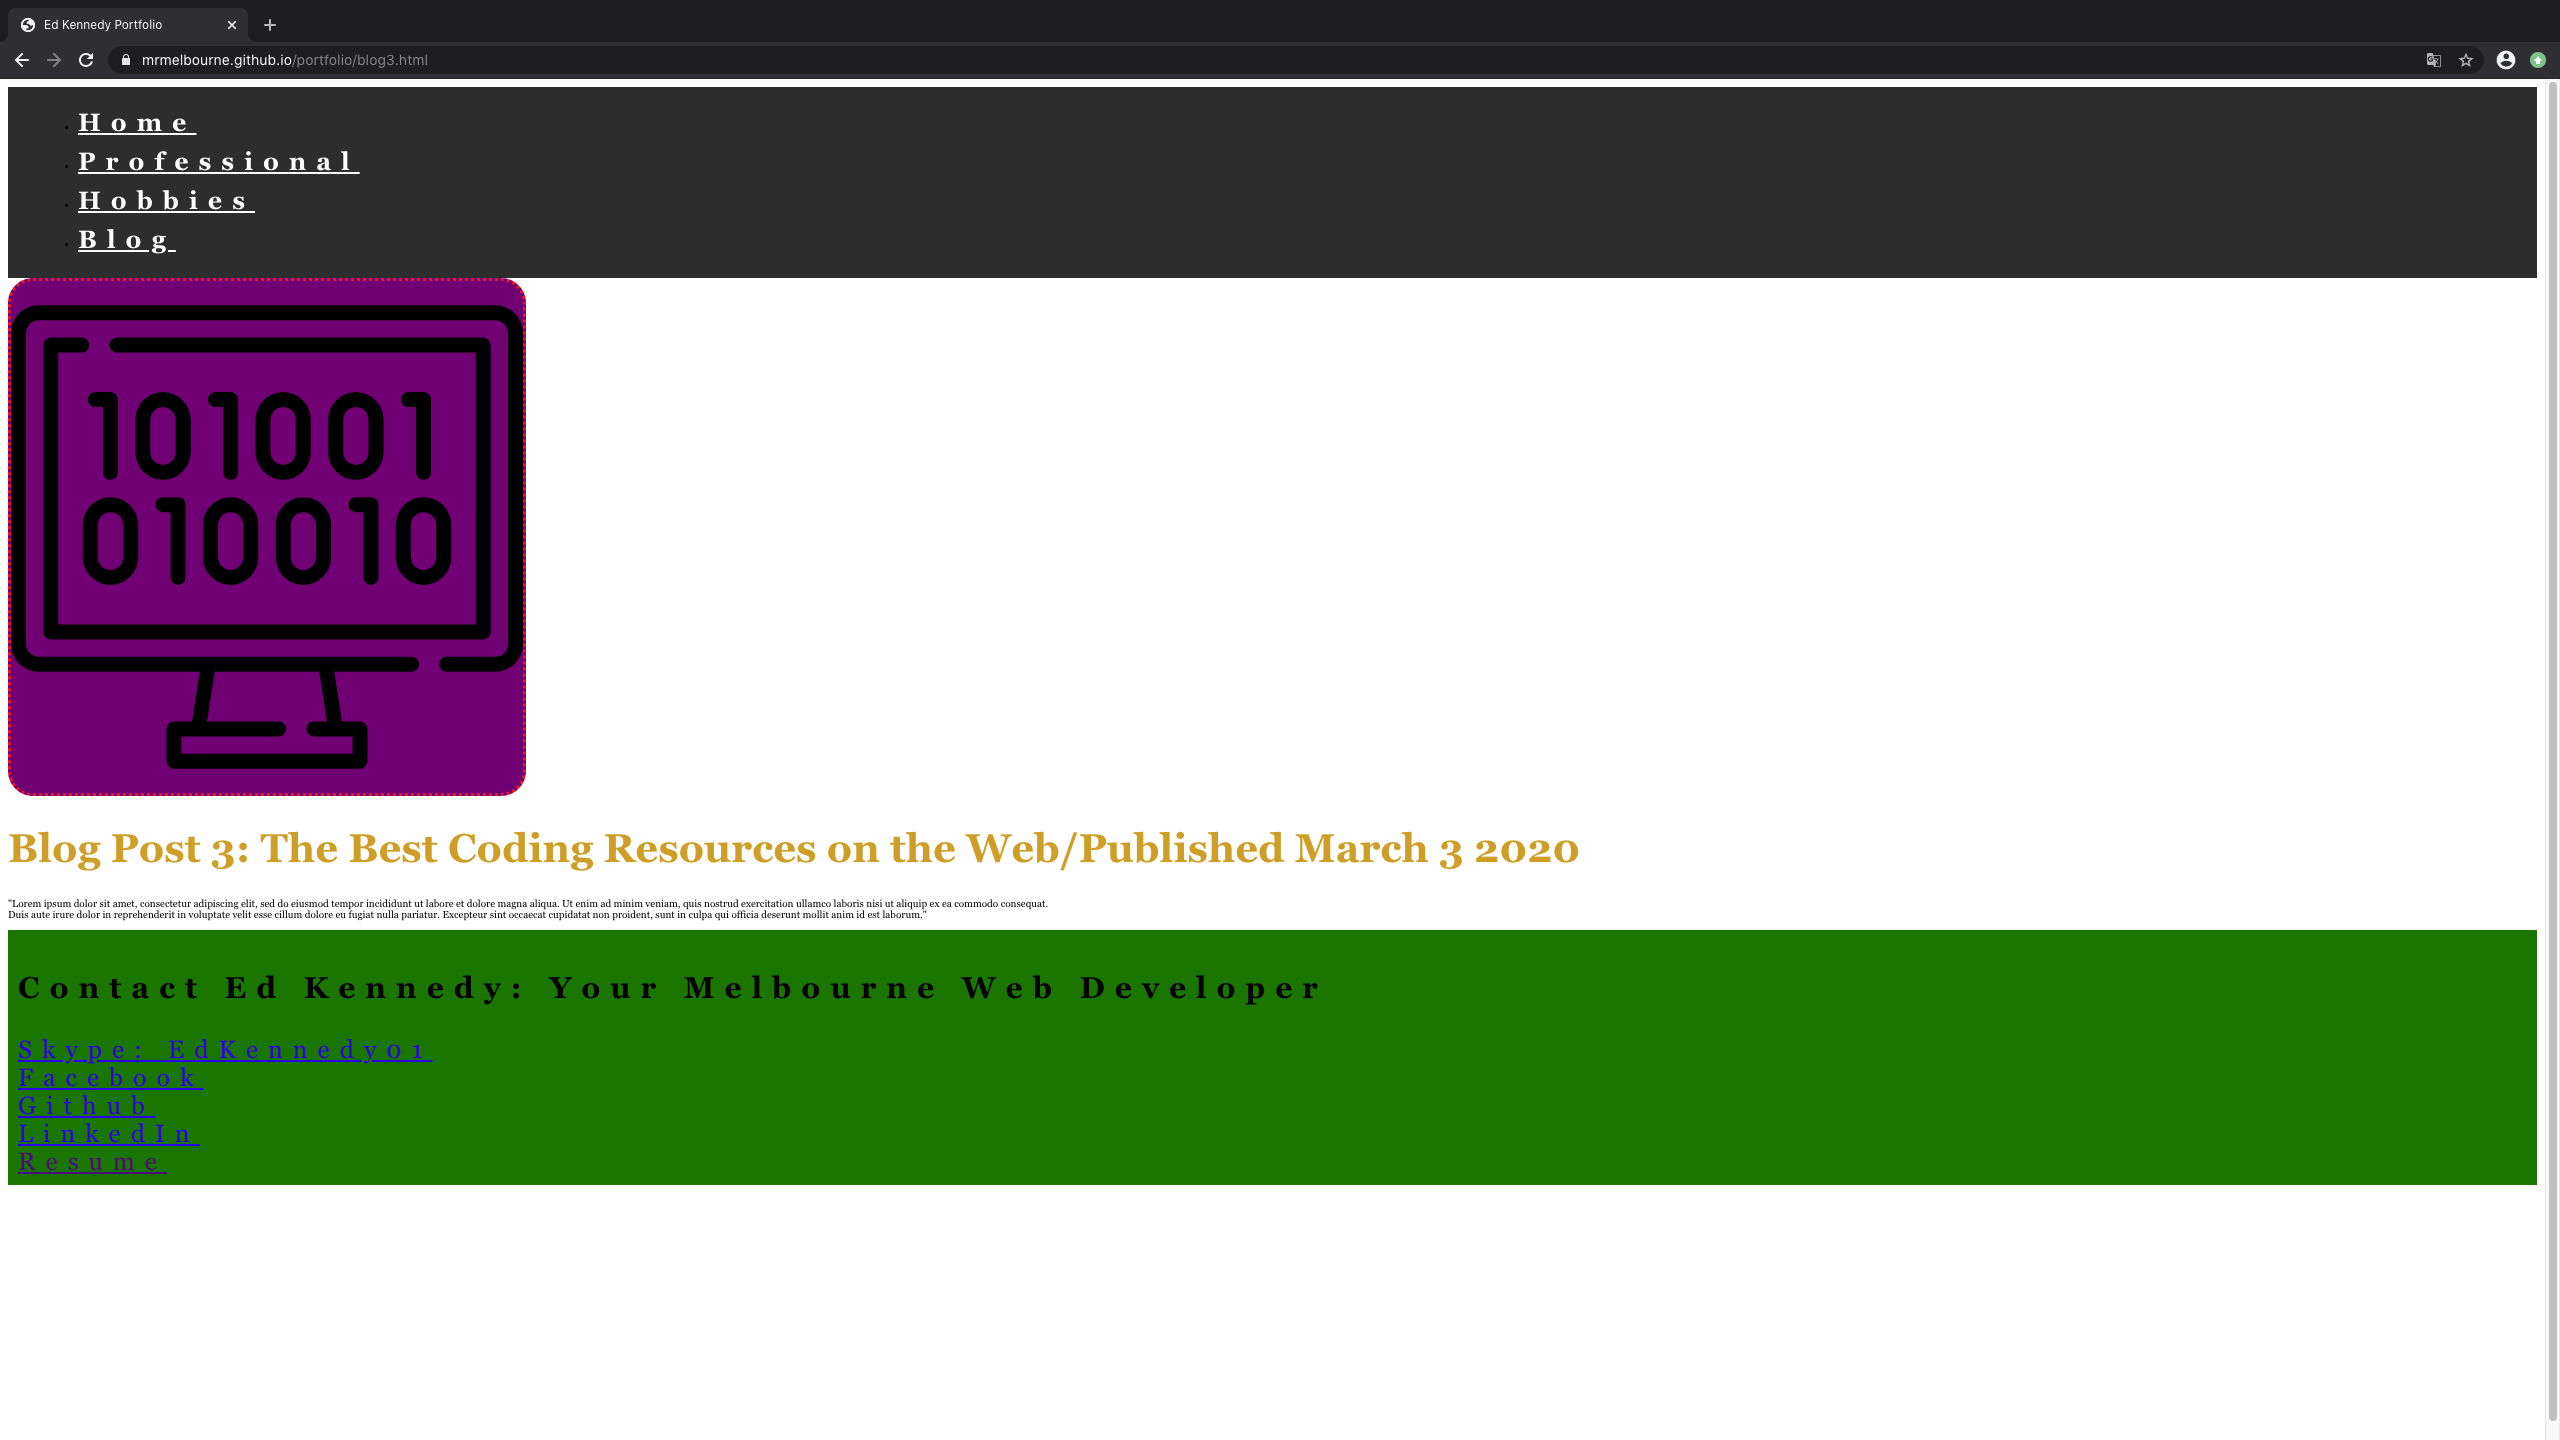 Ed Kennedy Portfolio
mrmelbourne.github.io/portfolio/blog3.html
Home
Professional
Hobbies
Blog
101001
010010
Blog Post 3: The Best Coding Resources on the Web/Published March 3 2020
"Lorem ipsum dolor sit amet, consectetur adipiscing elit, sed do eiusmod tempor incididunt ut labore et dolore magna aliqua. Ut enim ad minim veniam, quis nostrud exercitation ullamco laboris nisi ut aliquip ex ea commodo consequat.
Duis aute irure dolor in reprehenderit in voluptate velit esse cillum dolore eu fugiat nulla pariatur. Excepteur sint occaecat cupidatat non proident, sunt in culpa qui officia deserunt mollit anim id est laborum."
Contact Ed Kennedy: Your Melbourne Web Developer
Skype: EdKennedy01
Facebook
Github
LinkedIn
Resume